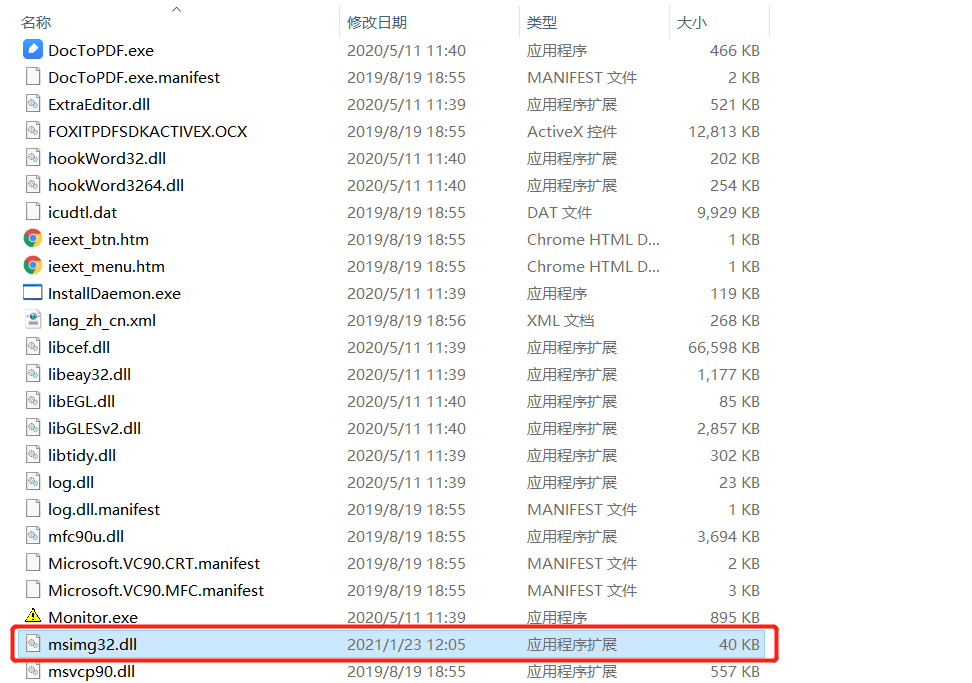 名称 修改日期 类型 大小
DocToPDF.exe 2020/5/11 11:40 应用程序 466 KB
DocToPDF.exe.manifest 2019/8/19 18:55 MANIFEST 文件 2 KB
ExtraEditor.dll 2020/5/11 11:39 应用程序扩展 521 KB
FOXITPDFSDKACTIVEX.OCX 2019/8/19 18:55 ActiveX 控件 12,813 KB
hookWord32.dll 2020/5/11 11:40 应用程序扩展 202 KB
hookWord3264.dll 2020/5/11 11:40 应用程序扩展 254 KB
icudtl.dat 2019/8/19 18:55 DAT 文件 9,929 KB
ieext_btn.htm 2019/8/19 18:55 Chrome HTML D... 1 KB
ieext_menu.htm 2019/8/19 18:55 Chrome HTML D... 1 KB
InstallDaemon.exe 2020/5/11 11:39 应用程序 119 KB
lang_zh_cn.xml 2019/8/19 18:56 XML 文档 268 KB
libcef.dll 2020/5/11 11:39 应用程序扩展 66,598 KB
libeay32.dll 2020/5/11 11:39 应用程序扩展 1,177 KB
libEGL.dll 2020/5/11 11:40 应用程序扩展 85 KB
libGLESv2.dll 2020/5/11 11:40 应用程序扩展 2,857 KB
libtidy.dll 2020/5/11 11:39 应用程序扩展 302 KB
log.dll 2020/5/11 11:39 应用程序扩展 23 KB
log.dll.manifest 2019/8/19 18:55 MANIFEST 文件 1 KB
mfc90u.dll 2019/8/19 18:55 应用程序扩展 3,694 KB
Microsoft.VC90.CRT.manifest 2019/8/19 18:55 MANIFEST 文件 2 KB
Microsoft.VC90.MFC.manifest 2019/8/19 18:55 MANIFEST 文件 3 KB
Monitor.exe 2020/5/11 11:39 应用程序 895 KB
msimg32.dll 2021/1/23 12:05 应用程序扩展 40 KB
msvcp90.dll 2019/8/19 18:55 应用程序扩展 557 KB